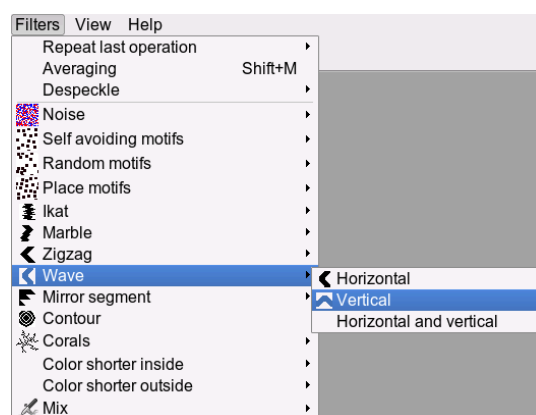 Filters View Help
Repeat last operation
Averaging Shift+M
Despeckle
Noise
Self avoiding motifs
Random motifs
Place motifs
Ikat
Marble
Zigzag
Wave
Horizontal
Vertical
Mirror segment
Horizontal and vertical
Contour
Corals
Color shorter inside
Color shorter outside
Mix